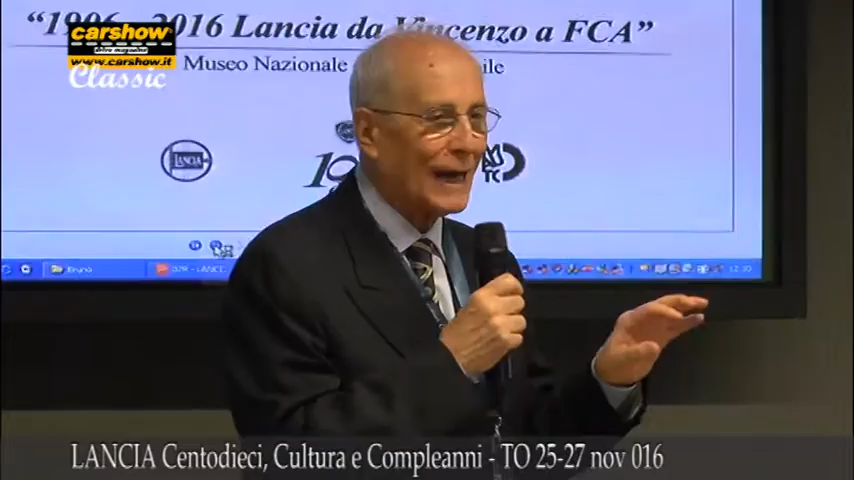 "1906-2016 Lancia da Vincenzo a FCA"
carshow
www.carshow.it
Classic
Museo Nazionale
LANCIA
Bruno
LANCIA Centodieci, Cultura e Compleanni - TO 25-27 nov 016